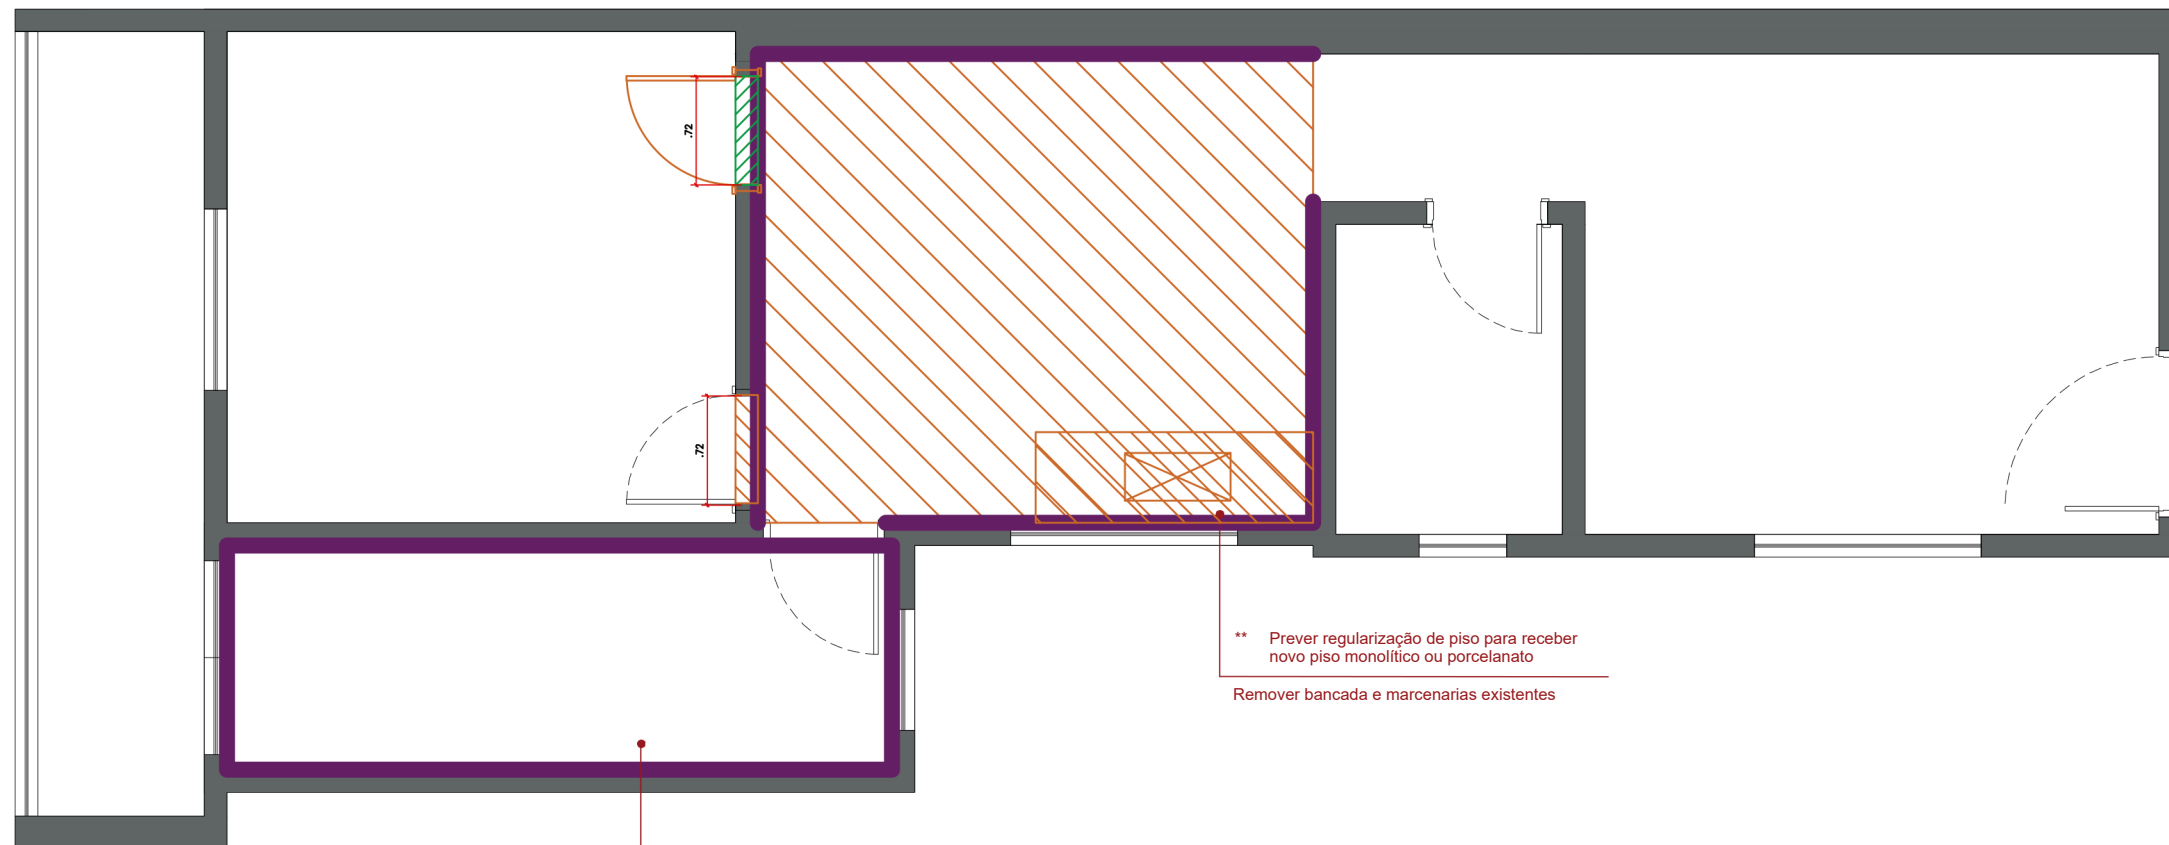 .72
.72
** Prever regularização de piso para receber
novo piso monolítico ou porcelanato
Remover bancada e marcenarias existentes